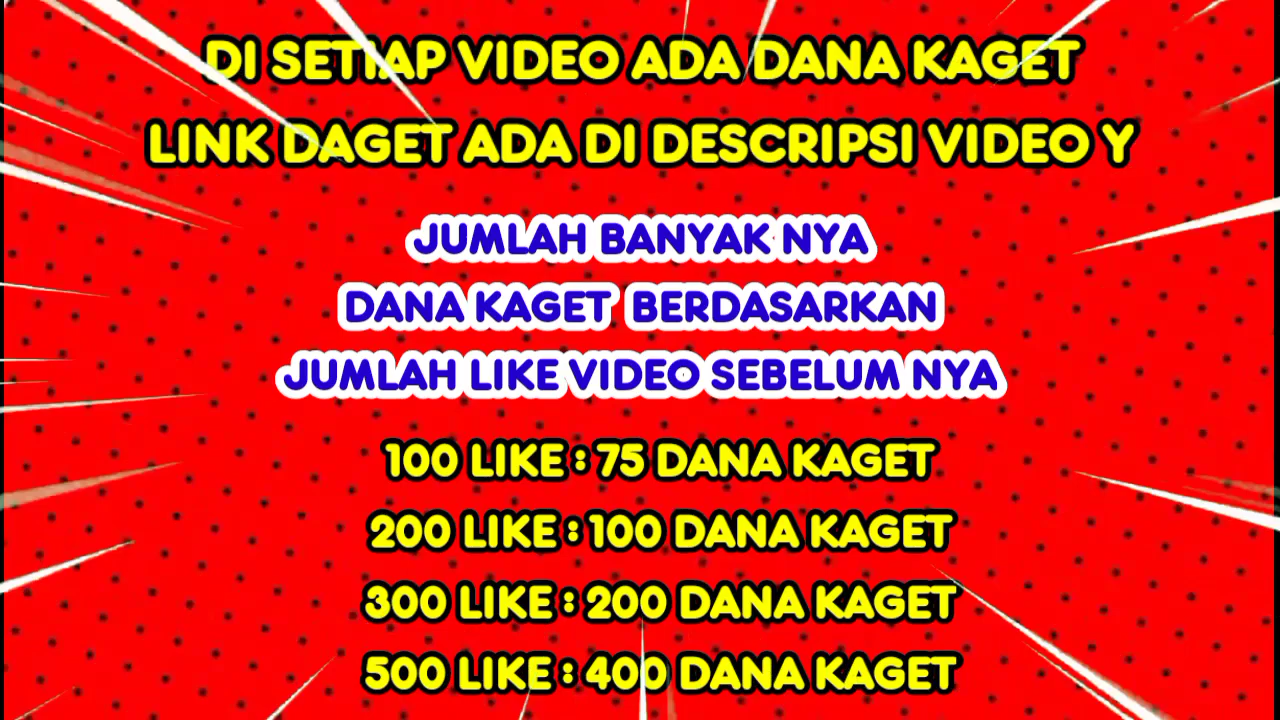 DI SETIAP VIDEO ADA DANA KAGET
LINK DAGET ADA DI DESCRIPSI VIDEO Y
JUMLAH BANYAK NYA
DANA KAGET BERDASARKAN
JUMLAH LIKE VIDEO SEBELUM NYA
100 LIKE : 75 DANA KAGET
200 LIKE : 100 DANA KAGET
300 LIKE : 200 DANA KAGET
500 LIKE : 400 DANA KAGET